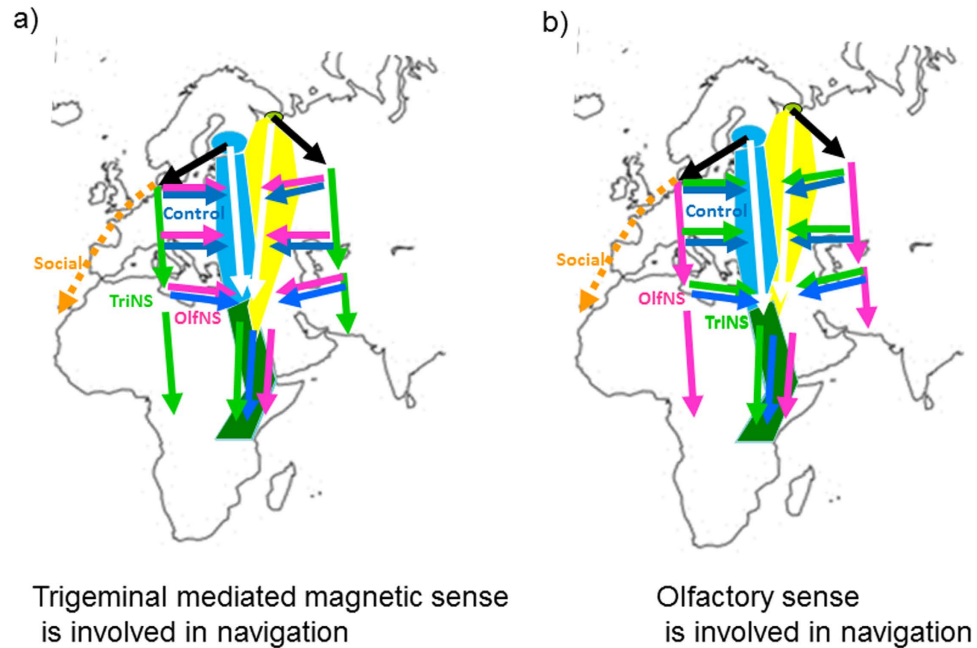 a)
b)
Control
Control
Social
Social
TriNS
OlfNS
OlfNS
TriNS
Trigeminal mediated magnetic sense
is involved in navigation
Olfactory sense
is involved in navigation